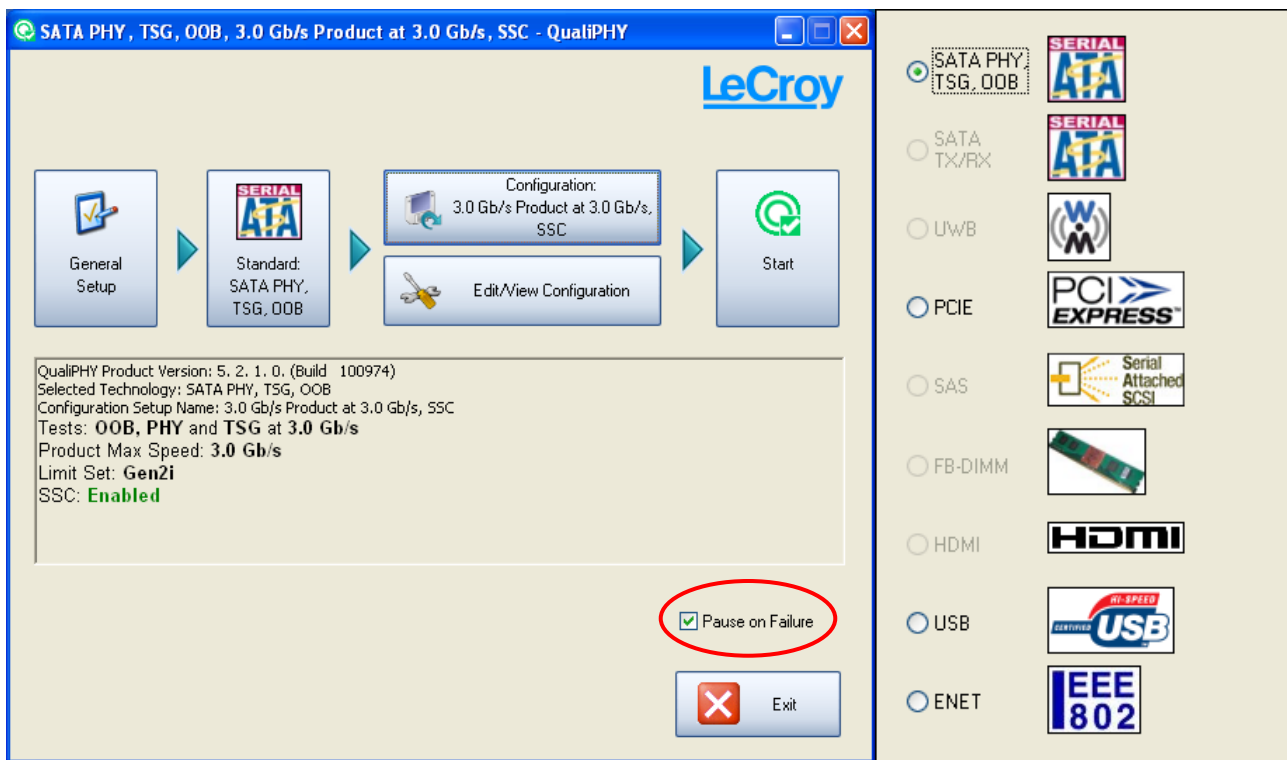 SATA PHY, TSG, OOB, 3.0 Gb/s Product at 3.0 Gb/s, SSC - QualiPHY
LeCroy
General
Setup
SERIAL
ATA
Standard:
SATA PHY,
TSG, OOB
Configuration:
3.0 Gb/s Product at 3.0 Gb/s,
SSC
Edit/View Configuration
Start
QualiPHY Product Version: 5. 2. 1. 0. (Build 100974)
Selected Technology: SATA PHY, TSG, OOB
Configuration Setup Name: 3.0 Gb/s Product at 3.0 Gb/s, SSC
Tests: OOB, PHY and TSG at 3.0 Gb/s
Product Max Speed: 3.0 Gb/s
Limit Set: Gen2i
SSC: Enabled
Pause on Failure
Exit
SATA PHY,
TSG, OOB
SERIAL
ATA
SATA
TX/RX
SERIAL
ATA
UWB
W
M
PCIE
PCI
EXPRESS™
SAS
Serial
Attached
SCSI
FB-DIMM
HDMI
HDMI
USB
HI-SPEED
CERTIFIED
USB
ENET
IEEE
802